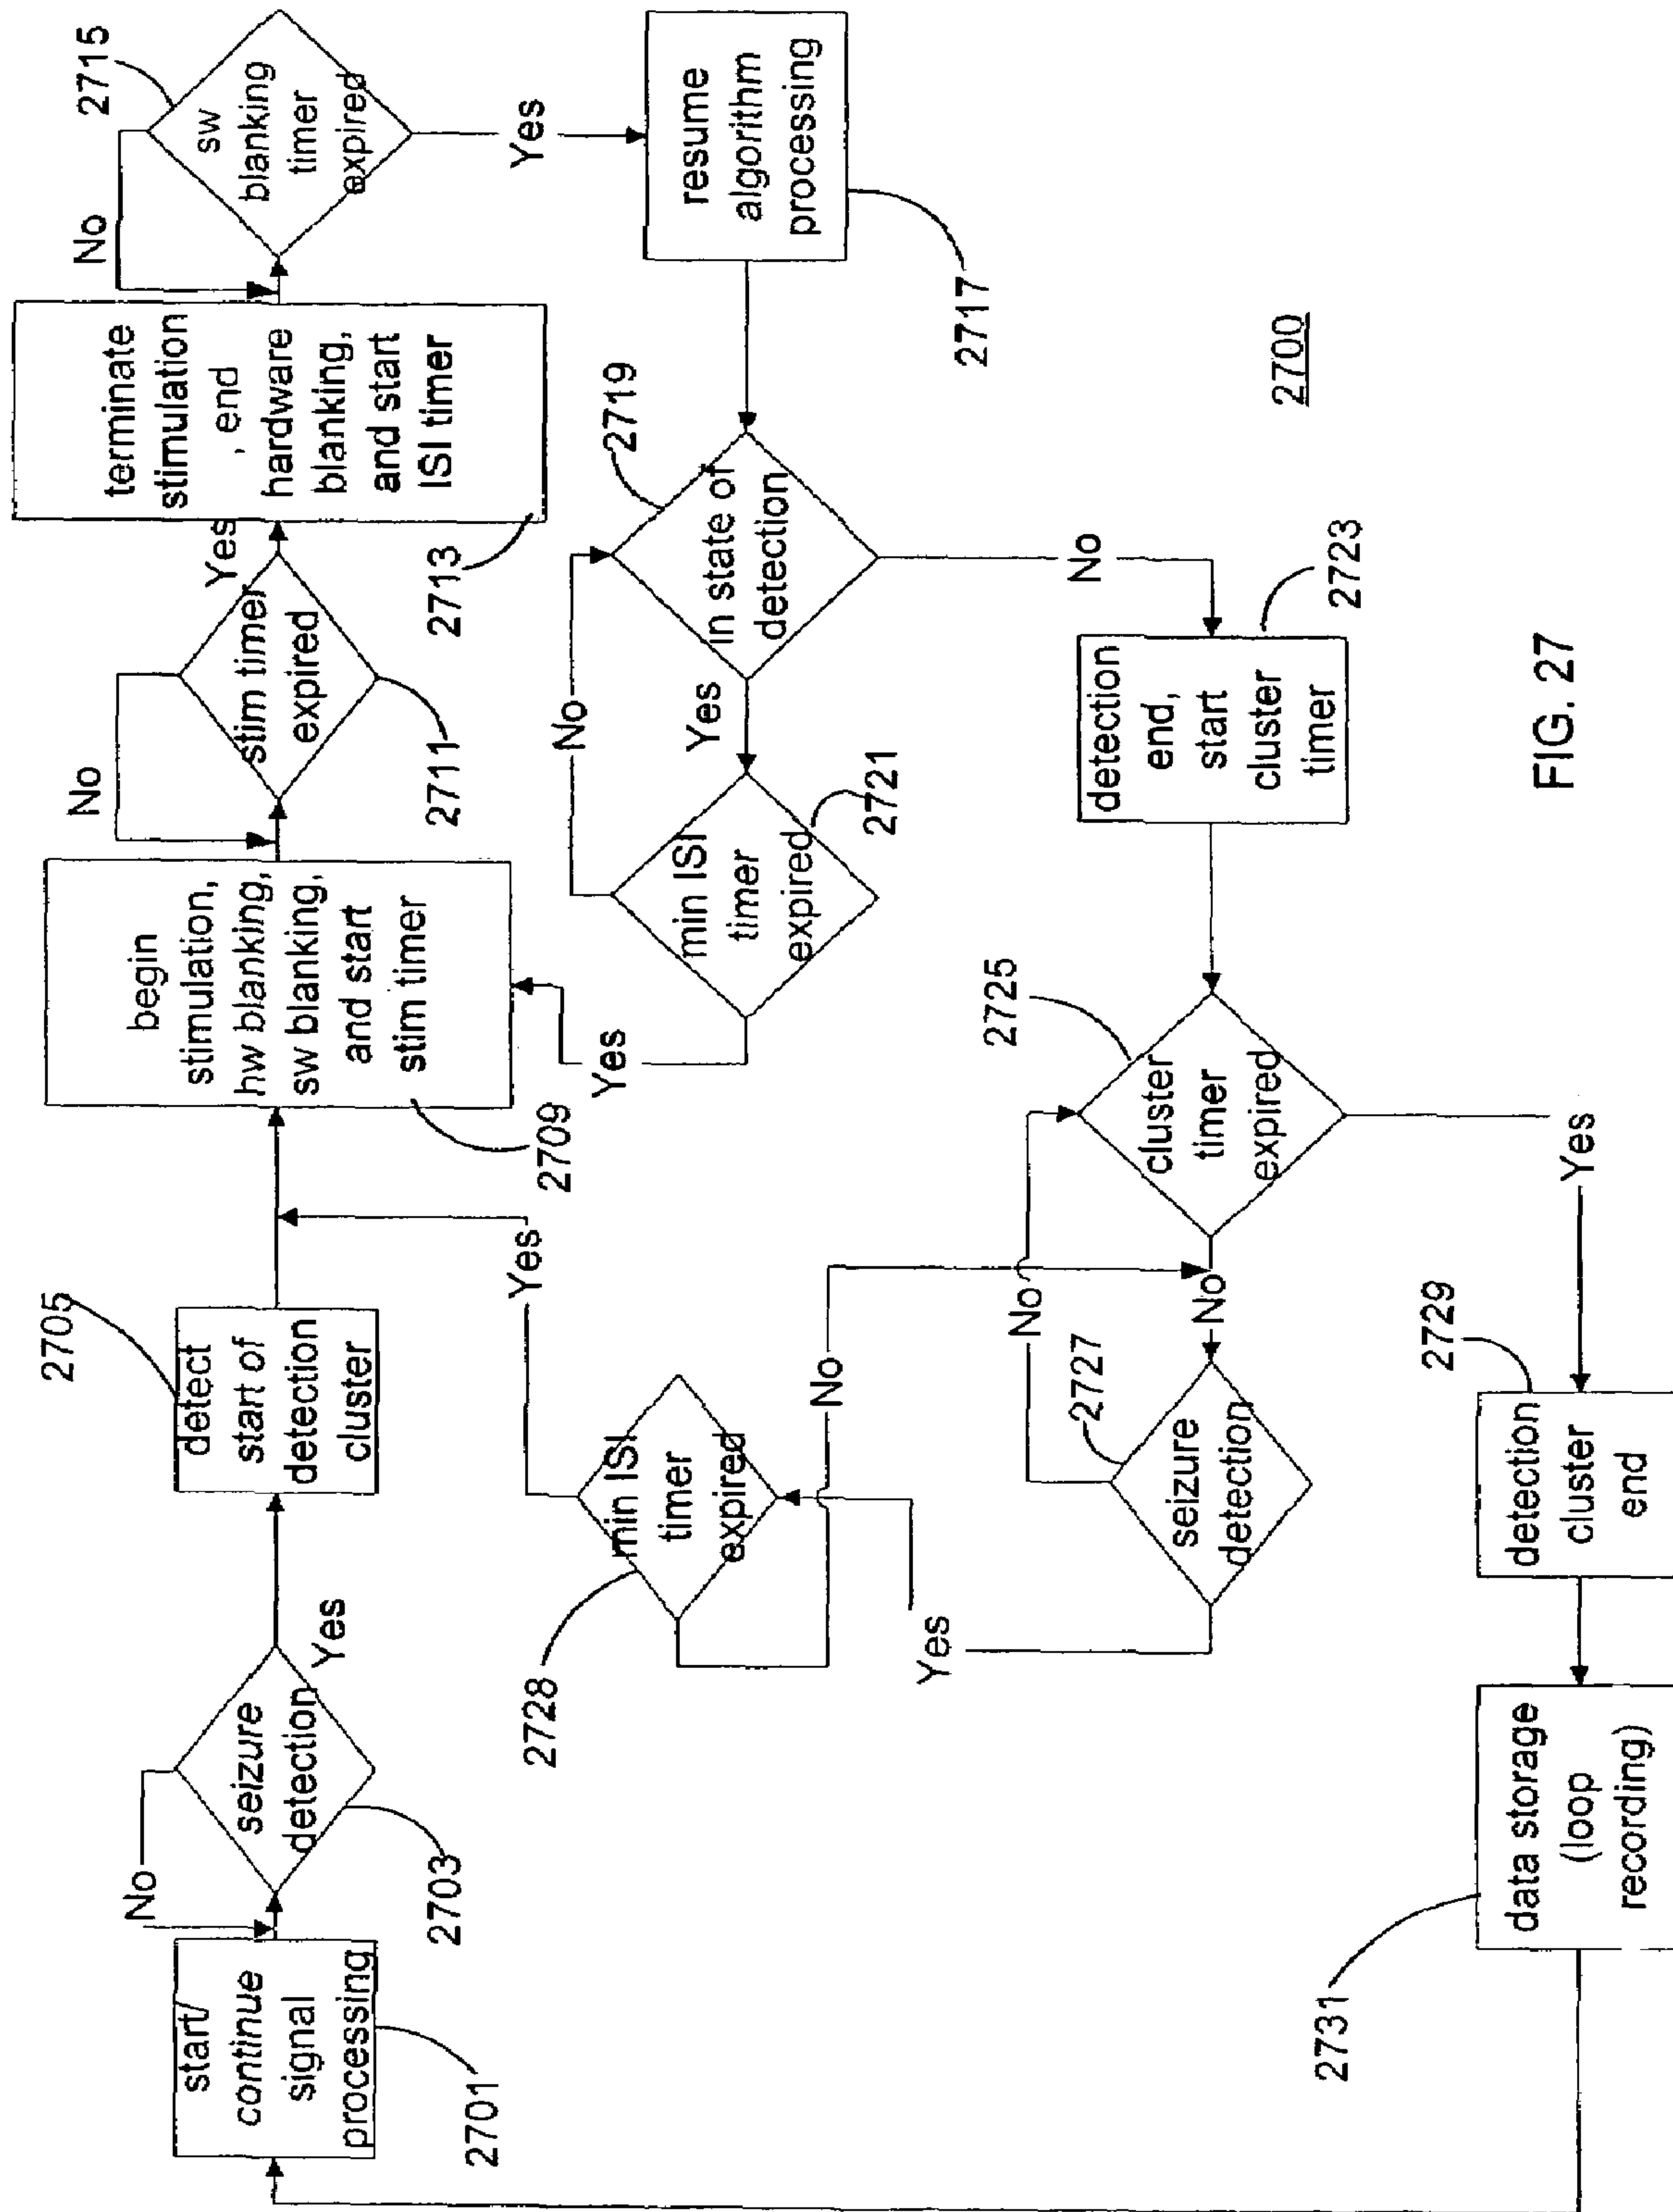 start/
continue
signal
processing
2701
No
seizure
detection
2703
Yes
detect
start of
detection
cluster
2705
begin
stimulation,
hw blanking,
sw blanking,
and start
stim timer
2709
No
stim timer
expired
2711
Yes
terminate
stimulation
, end
hardware
blanking,
and start
ISI timer
2713
No
sw
blanking
timer
expired
2715
Yes
resume
algorithm
processing
2717
in state of
detection
2719
Yes
min ISI
timer
expired
2721
No
Yes
No
detection
end,
start
cluster
timer
2723
cluster
timer
expired
2725
No
seizure
detection
2727
No
Yes
min ISI
timer
expired
2728
Yes
No
Yes
detection
cluster
end
2729
data storage
(loop
recording)
2731
2700
FIG. 27